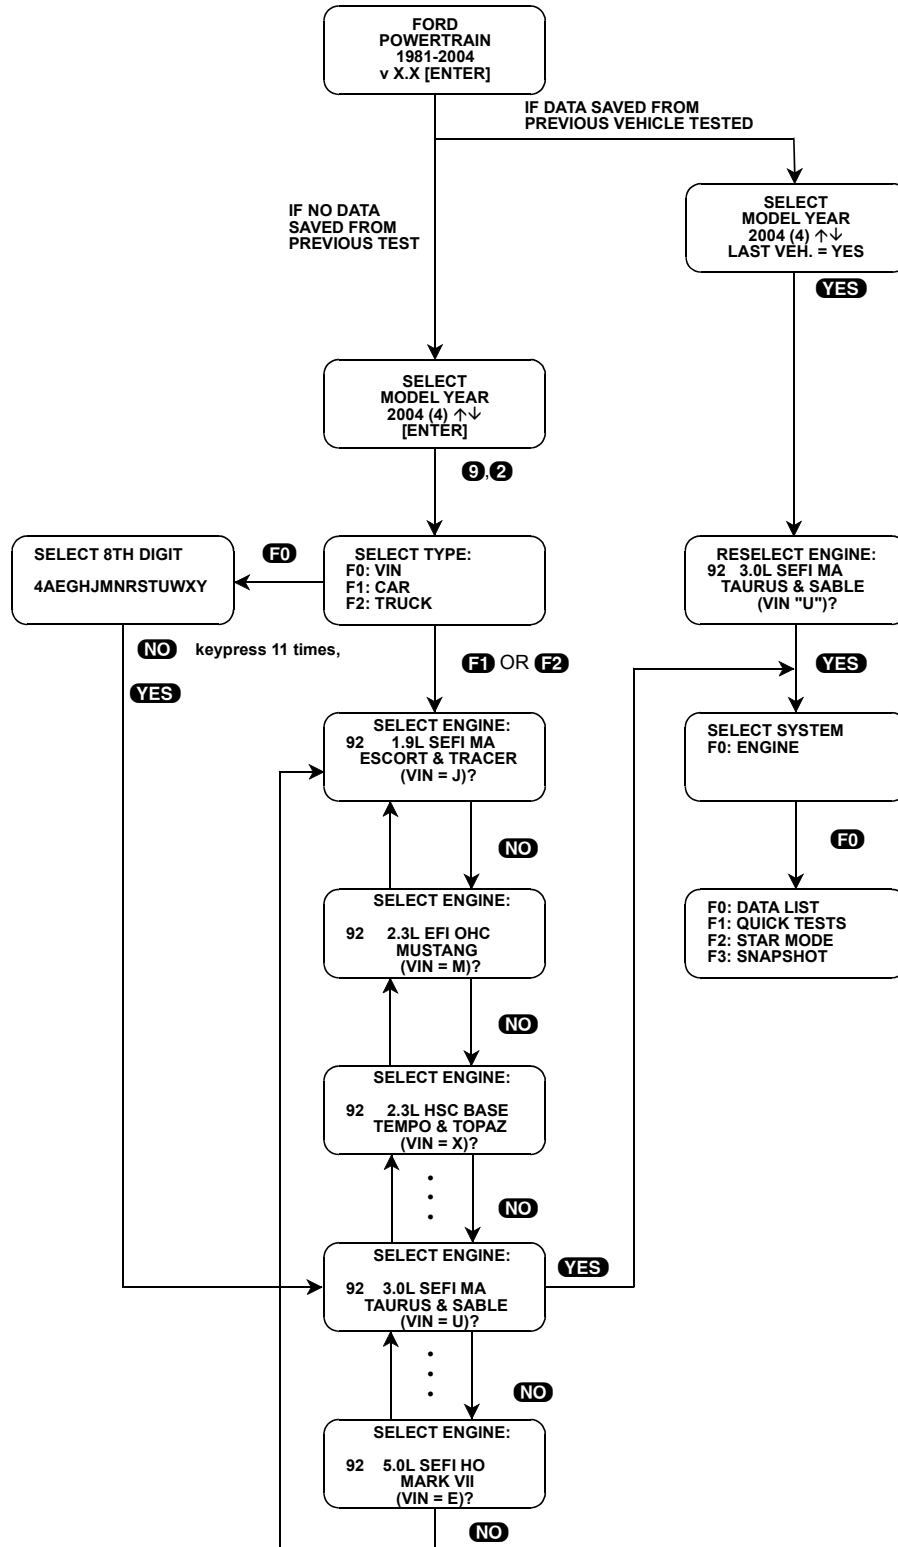 FORD
POWERTRAIN
1981-2004
v X.X [ENTER]
IF DATA SAVED FROM
PREVIOUS VEHICLE TESTED
IF NO DATA
SAVED FROM
PREVIOUS TEST
SELECT
MODEL YEAR
2004 (4) ↑↓
LAST VEH. = YES
YES
SELECT
MODEL YEAR
2004 (4) ↑↓
[ENTER]
9,2
SELECT 8TH DIGIT
4AEGHJMNRSTUWXY
F0
SELECT TYPE:
F0: VIN
F1: CAR
F2: TRUCK
RESELECT ENGINE:
92 3.0L SEFI MA
TAURUS & SABLE
(VIN "U")?
NO keypress 11 times,
YES
F1 OR F2
YES
SELECT ENGINE:
92 1.9L SEFI MA
ESCORT & TRACER
(VIN = J)?
SELECT SYSTEM
F0: ENGINE
NO
F0
SELECT ENGINE:
92 2.3L EFI OHC
MUSTANG
(VIN = M)?
F0: DATA LIST
F1: QUICK TESTS
F2: STAR MODE
F3: SNAPSHOT
NO
SELECT ENGINE:
92 2.3L HSC BASE
TEMPO & TOPAZ
(VIN = X)?
NO
SELECT ENGINE:
92 3.0L SEFI MA
TAURUS & SABLE
(VIN = U)?
YES
NO
SELECT ENGINE:
92 5.0L SEFI HO
MARK VII
(VIN = E)?
NO